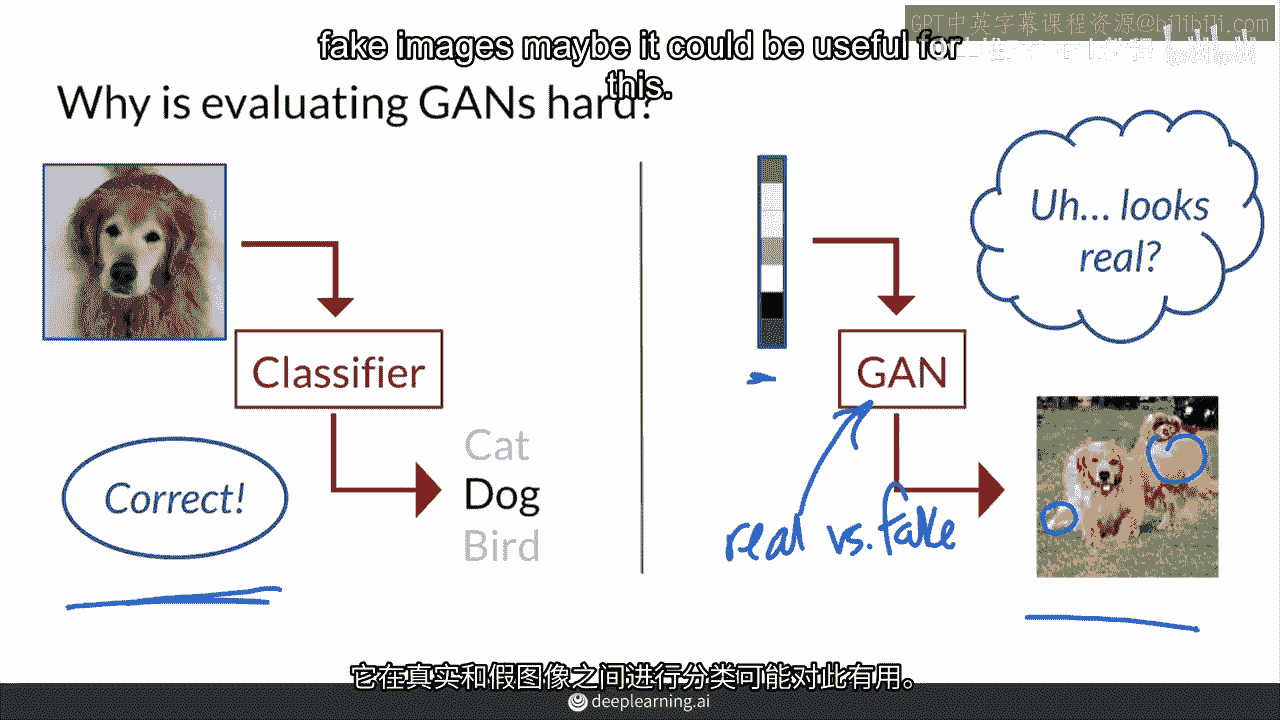 GPT中英字幕课程资源@bilibili.com
fake images maybe it could be useful for
this.
Why is evaluating GANs hard?
Uh... looks
real?
Classifier
GAN
Correct!
Cat
Dog
Bird
real vs. fake
它在真实和假图像之间进行分类可能对此有用。
deeplearning.ai